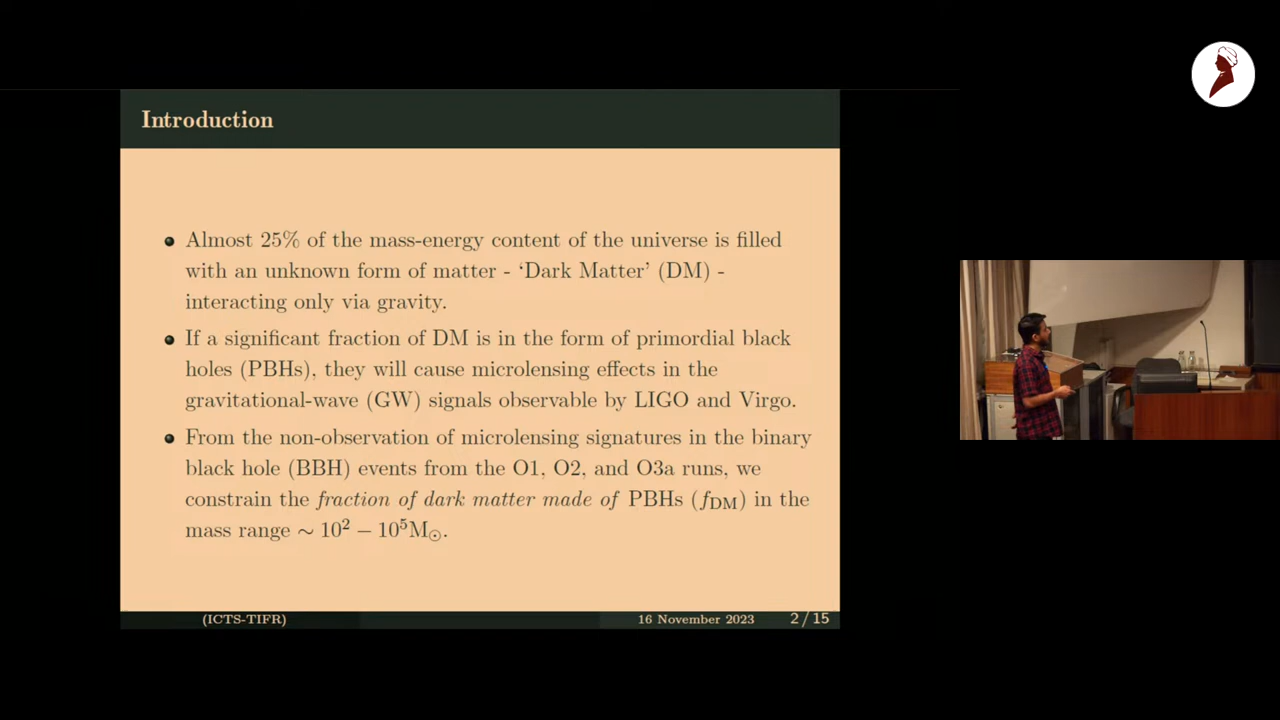 Introduction
Almost 25% of the mass-energy content of the universe is filled
with an unknown form of matter - ‘Dark Matter’ (DM) -
interacting only via gravity.
If a significant fraction of DM is in the form of primordial black
holes (PBHs), they will cause microlensing effects in the
gravitational-wave (GW) signals observable by LIGO and Virgo.
From the non-observation of microlensing signatures in the binary
black hole (BBH) events from the O1, O2, and O3a runs, we
constrain the fraction of dark matter made of PBHs (f_DM) in the
mass range ∼ 10² − 10⁵M_⊙.
(ICTS-TIFR) 16 November 2023 2 / 15